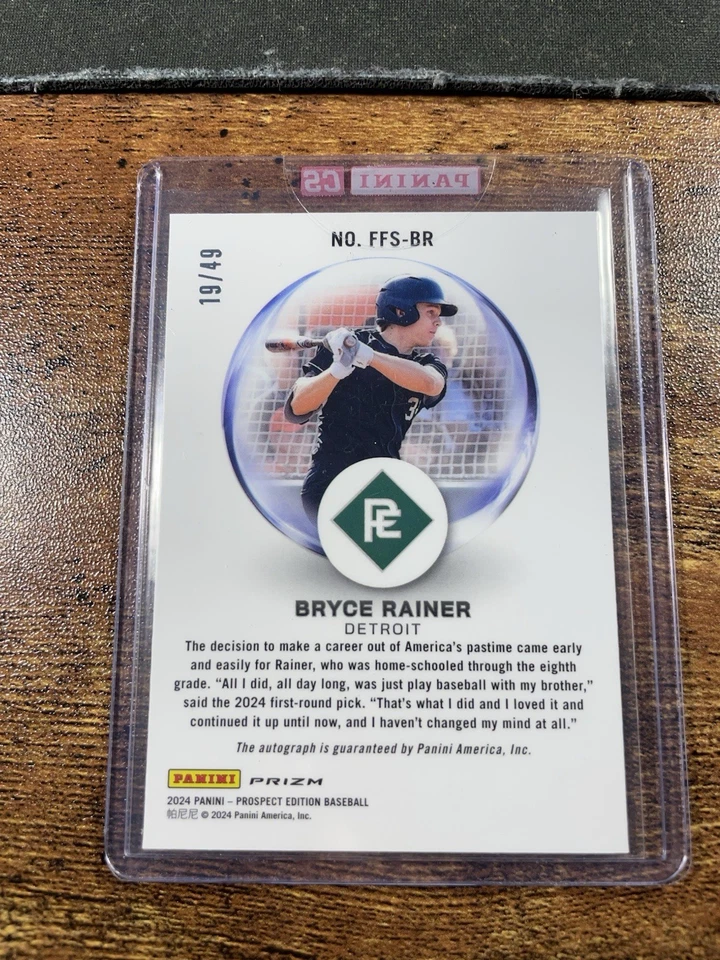 PANINI CS
NO. FFS-BR
19/49
3
PE
BRYCE RAINER
DETROIT
The decision to make a career out of America's pastime came early
and easily for Rainer, who was home-schooled through the eighth
grade. “All I did, all day long, was just play baseball with my brother,”
said the 2024 first-round pick. “That's what I did and I loved it and
continued it up until now, and I haven't changed my mind at all.”
The autograph is guaranteed by Panini America, Inc.
PANINI PRIZM
2024 PANINI – PROSPECT EDITION BASEBALL
帕尼尼 © 2024 Panini America, Inc.